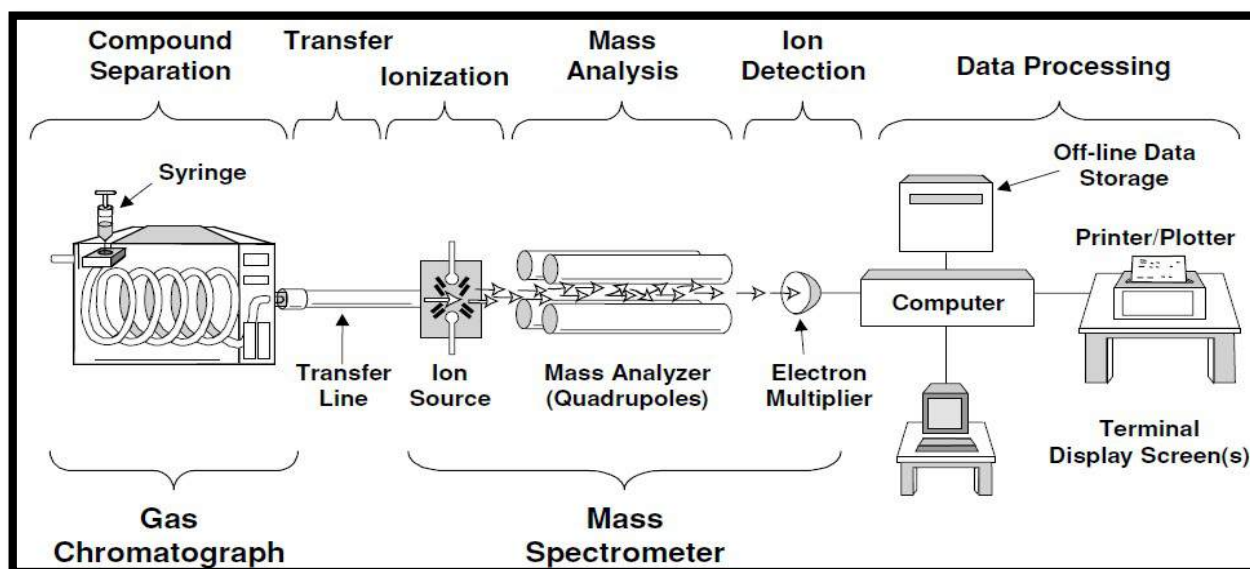 Compound
Separation
Transfer
Ionization
Mass
Analysis
Ion
Detection
Data Processing
Syringe
Off-line Data
Storage
Printer/Plotter
Computer
Transfer
Line
Ion
Source
Mass Analyzer
(Quadrupoles)
Electron
Multiplier
Terminal
Display Screen(s)
Gas
Chromatograph
Mass
Spectrometer